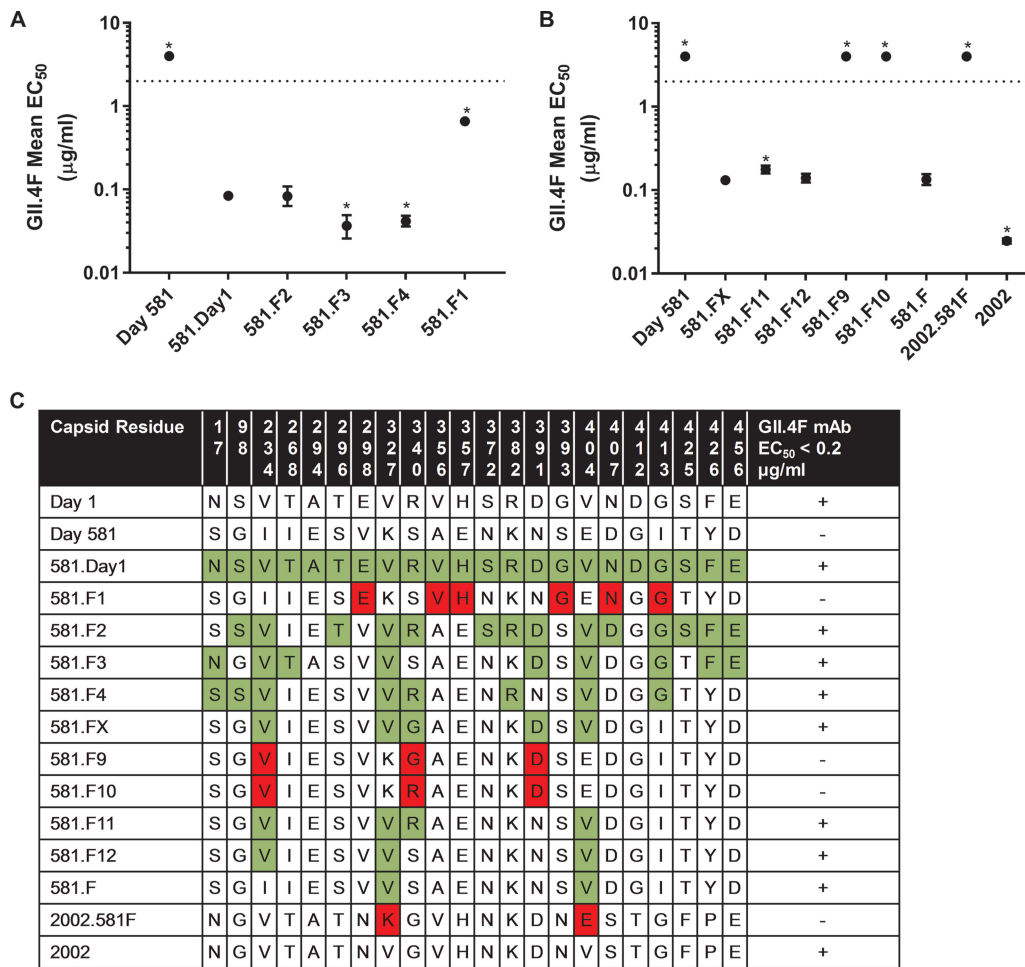 A
GII.4F Mean EC50
(µg/ml)
10
1
0.1
0.01
*
*
*
*
Day 581
581.Day1
581.F2
581.F3
581.F4
581.F1
B
GII.4F Mean EC50
(µg/ml)
10
1
0.1
0.01
*
*
*
*
*
*
Day 581
581.FX
581.F11
581.F12
581.F9
581.F10
581.F
2002.581F
2002
C
Capsid Residue 17 98 234 268 294 296 298 327 340 356 357 372 382 391 393 404 407 412 413 425 426 456 GII.4F mAb
EC50 < 0.2
µg/ml
Day 1 N S V T A T E V R V H S R D G V N D G S F E +
Day 581 S G I I E S V K S A E N K N S E D G I T Y D -
581.Day1 N S V T A T E V R V H S R D G V N D G S F E +
581.F1 S G I I E S E K S V H N K N G E N G G T Y D -
581.F2 S S V I E T V V R A E S R D S V D G G S F E +
581.F3 N G V T A S V V S A E N K D S V D G G T F E +
581.F4 S S V I E S V V R A E N R N S V D G G T Y D +
581.FX S G V I E S V V G A E N K D S V D G I T Y D +
581.F9 S G V I E S V K G A E N K D S E D G I T Y D -
581.F10 S G V I E S V K R A E N K D S E D G I T Y D -
581.F11 S G V I E S V V R A E N K N S V D G I T Y D +
581.F12 S G V I E S V V S A E N K N S V D G I T Y D +
581.F S G I I E S V V S A E N K N S V D G I T Y D +
2002.581F N G V T A T N K G V H N K D N E S T G F P E -
2002 N G V T A T N V G V H N K D N V S T G F P E +